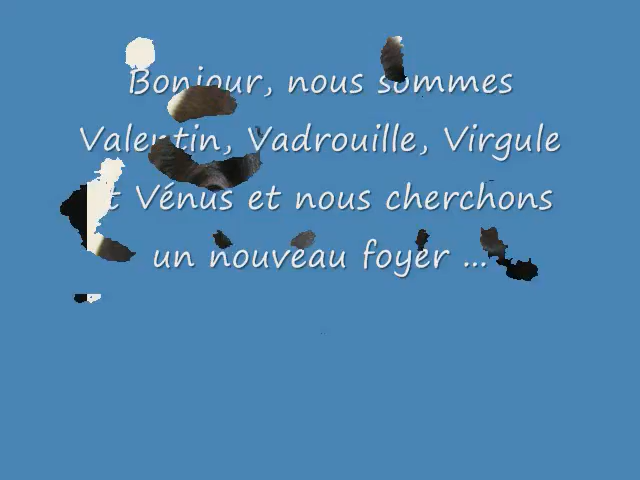 Bonjour, nous sommes
Valentin, Vadrouille, Virgule
et Vénus et nous cherchons
un nouveau foyer ...